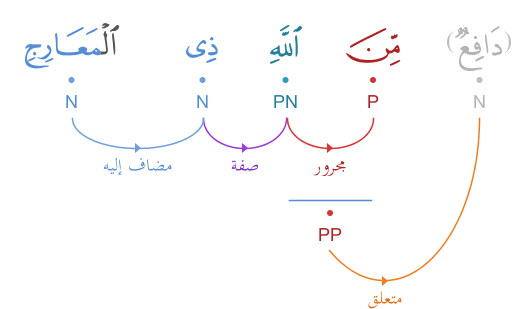 (دَافِعٌ) مِّنَ ٱللَّهِ ذِى ٱلْمَعَارِجِ
N P PN N N
مجرور صفة مضاف إليه
PP
متعلق